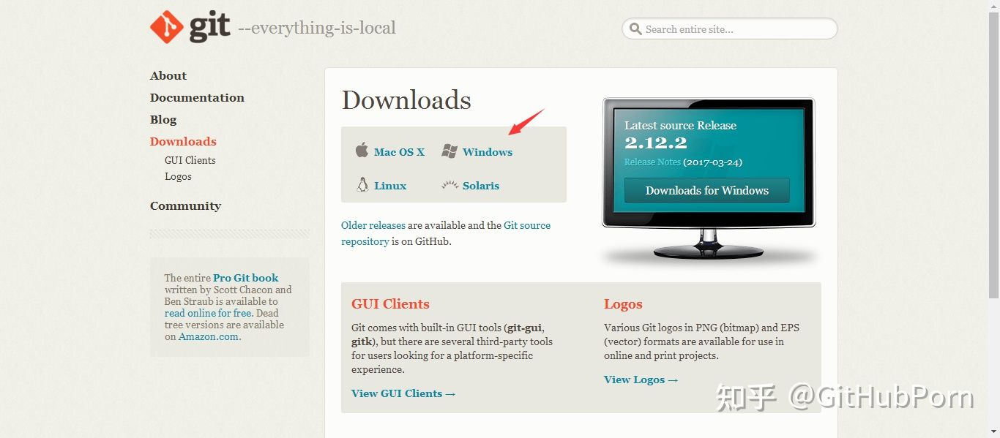 git --everything-is-local
Search entire site...
About
Documentation
Blog
Downloads
GUI Clients
Logos
Community
The entire Pro Git book
written by Scott Chacon and
Ben Straub is available to
read online for free. Dead
tree versions are available
on Amazon.com.
Downloads
Mac OS X
Windows
Linux
Solaris
Older releases are available and the Git source
repository is on GitHub.
Latest source Release
2.12.2
Release Notes (2017-03-24)
Downloads for Windows
GUI Clients
Git comes with built-in GUI tools (git-gui,
gitk), but there are several third-party tools
for users looking for a platform-specific
experience.
View GUI Clients →
Logos
Various Git logos in PNG (bitmap) and EPS
(vector) formats are available for use in
online and print projects.
View Logos →
知乎 @GitHubPorn